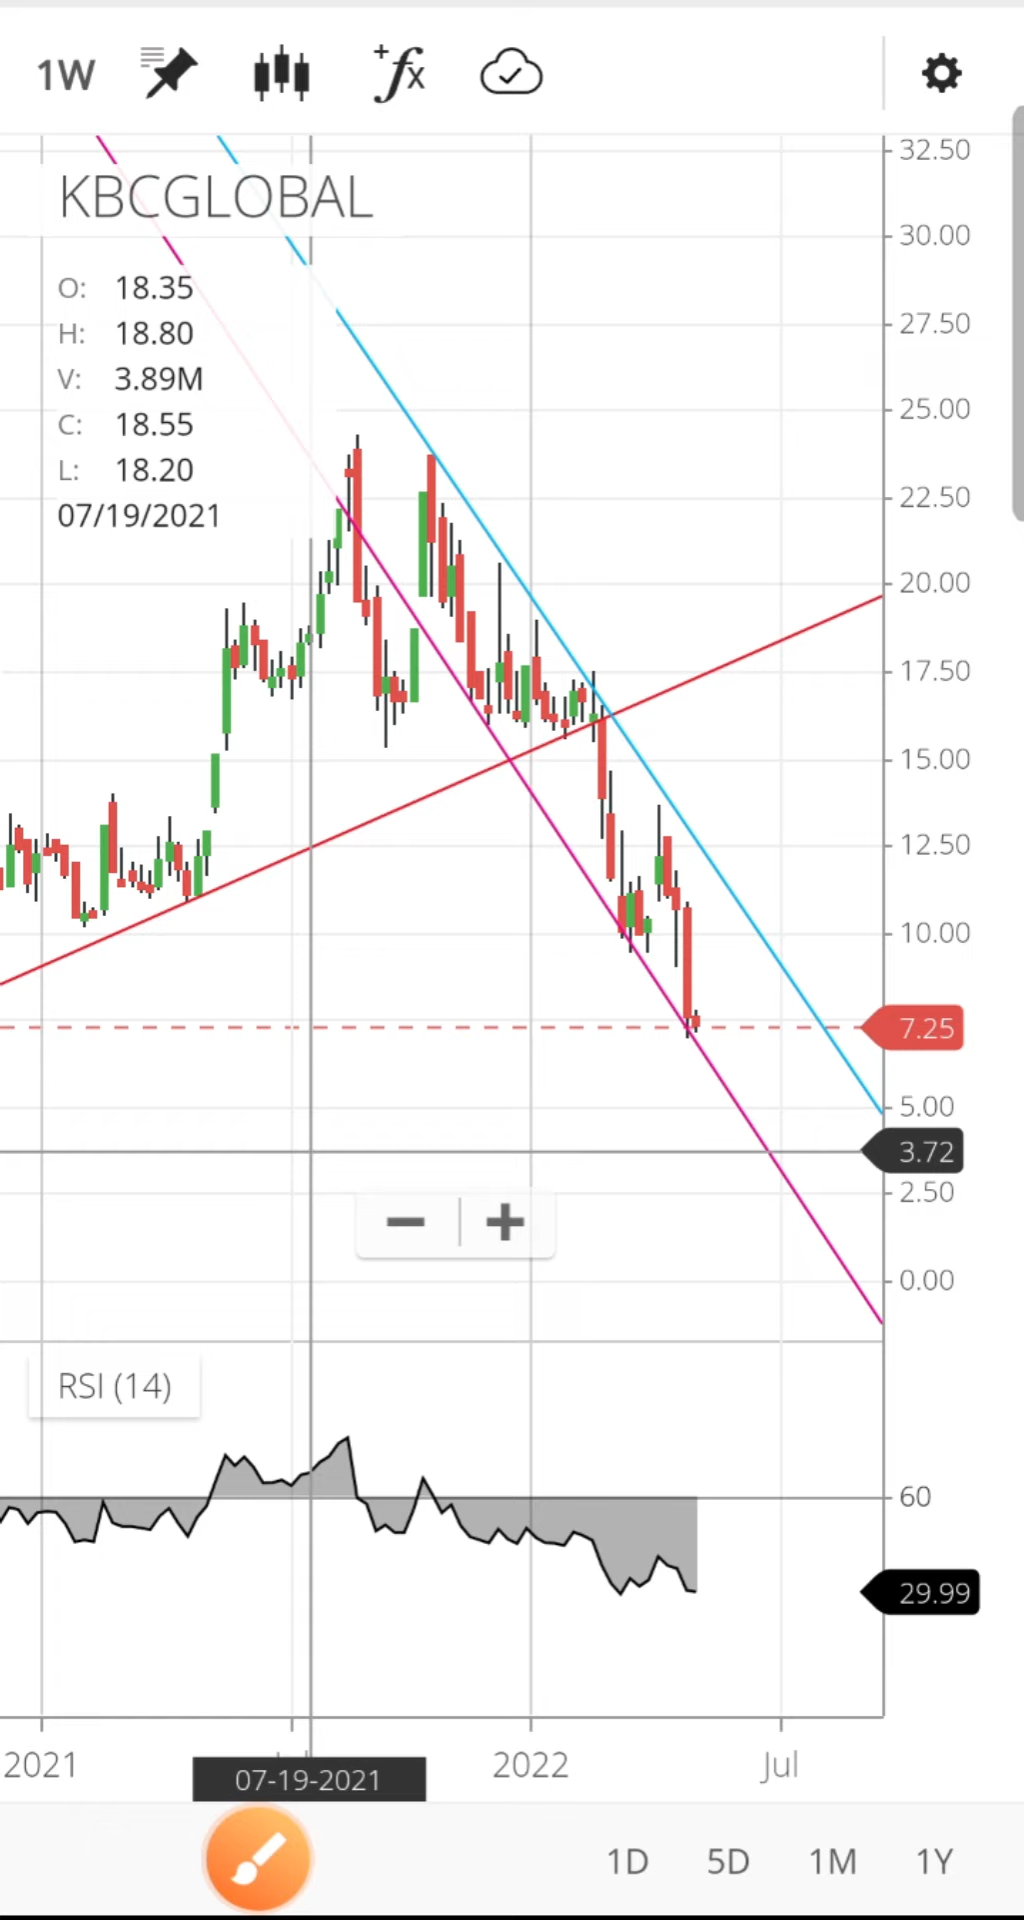 1W
+fx
32.50
KBCGLOBAL
30.00
O: 18.35
H: 18.80
27.50
V: 3.89M
C: 18.55
25.00
L: 18.20
07/19/2021
22.50
20.00
17.50
15.00
12.50
10.00
7.25
5.00
3.72
2.50
− +
0.00
RSI (14)
60
29.99
2021
07-19-2021
2022
Jul
1D 5D 1M 1Y